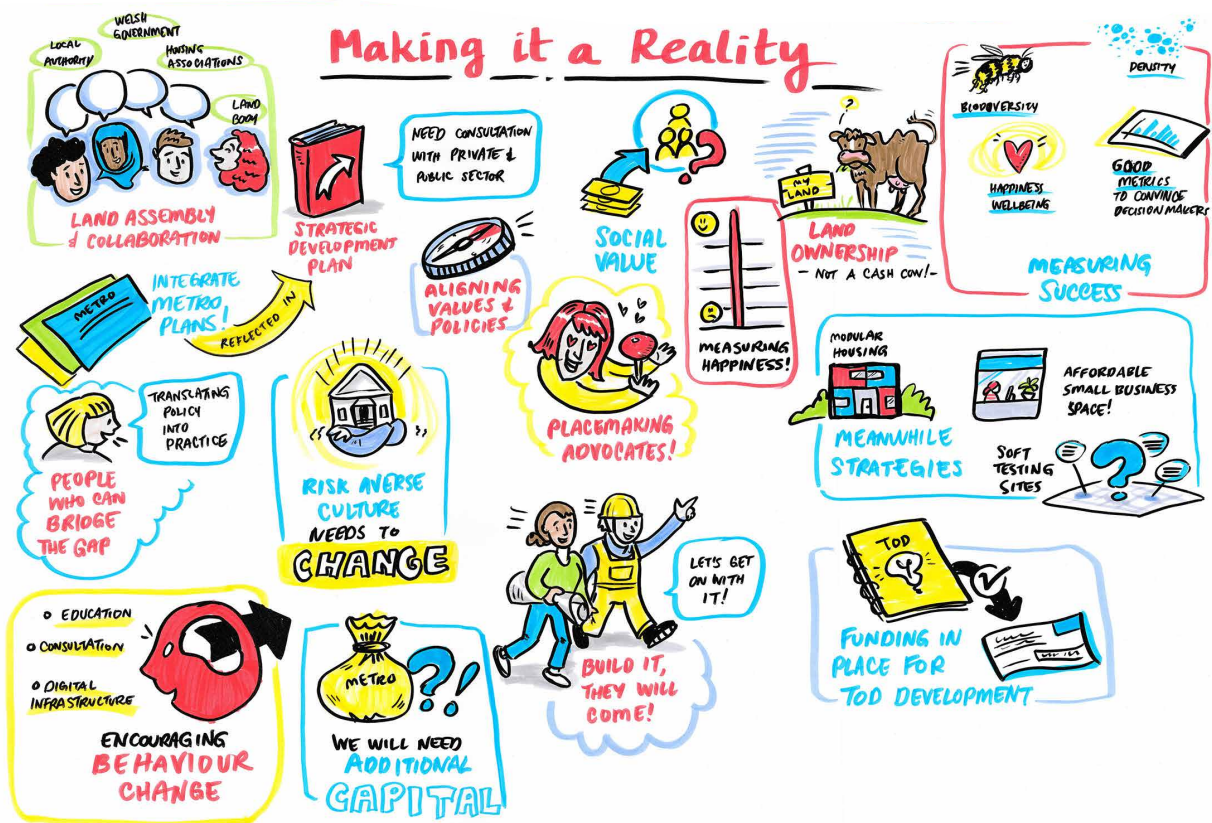 Making it a Reality
LOCAL
AUTHORITY
WELSH
GOVERNMENT
HOUSING
ASSOCIATIONS
LAND
BODY
LAND ASSEMBLY
& COLLABORATION
STRATEGIC
DEVELOPMENT
PLAN
NEED CONSULTATION
WITH PRIVATE &
PUBLIC SECTOR
ALIGNING
VALUES &
POLICIES
SOCIAL
VALUE
MEASURING
HAPPINESS!
MY
LAND
?
LAND
OWNERSHIP
- NOT A CASH COW! -
BIODIVERSITY
DENSITY
HAPPINESS
WELLBEING
GOOD
METRICS
TO CONVINCE
DECISION MAKERS
MEASURING
SUCCESS
METRO
INTEGRATE
METRO
PLANS!
REFLECTED IN
TRANSLATING
POLICY
INTO
PRACTICE
PEOPLE
WHO CAN
BRIDGE
THE GAP
RISK AVERSE
CULTURE
NEEDS TO
CHANGE
PLACEMAKING
ADVOCATES!
MODULAR
HOUSING
AFFORDABLE
SMALL BUSINESS
SPACE!
MEANWHILE
STRATEGIES
SOFT
TESTING
SITES
?
EDUCATION
CONSULTATION
DIGITAL
INFRASTRUCTURE
ENCOURAGING
BEHAVIOUR
CHANGE
METRO
?!
WE WILL NEED
ADDITIONAL
CAPITAL
LET'S GET
ON WITH
IT!
BUILD IT,
THEY WILL
COME!
TOD
FUNDING IN
PLACE FOR
TOD DEVELOPMENT